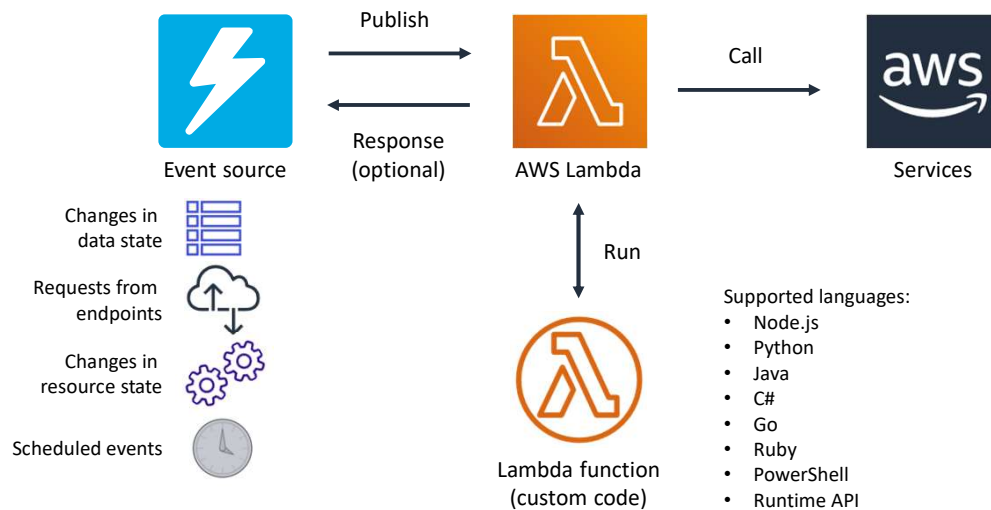 Publish
Response
(optional)
Call
aws
Event source
AWS Lambda
Services
Changes in
data state
Requests from
endpoints
Changes in
resource state
Scheduled events
Run
Lambda function
(custom code)
Supported languages:
• Node.js
• Python
• Java
• C#
• Go
• Ruby
• PowerShell
• Runtime API